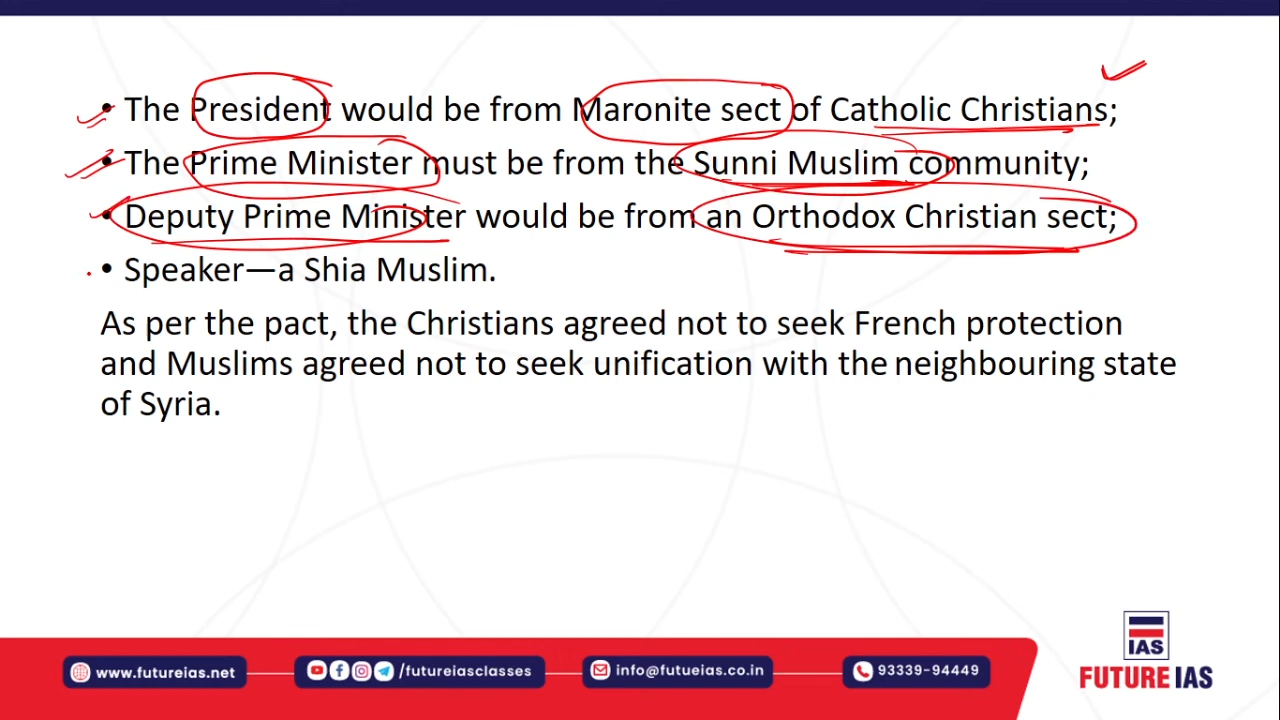 • The President would be from Maronite sect of Catholic Christians;
• The Prime Minister must be from the Sunni Muslim community;
• Deputy Prime Minister would be from an Orthodox Christian sect;
• Speaker—a Shia Muslim.
As per the pact, the Christians agreed not to seek French protection
and Muslims agreed not to seek unification with the neighbouring state
of Syria.
IAS
www.futureias.net
/futureiasclasses
info@futueias.co.in
93339-94449
FUTURE IAS